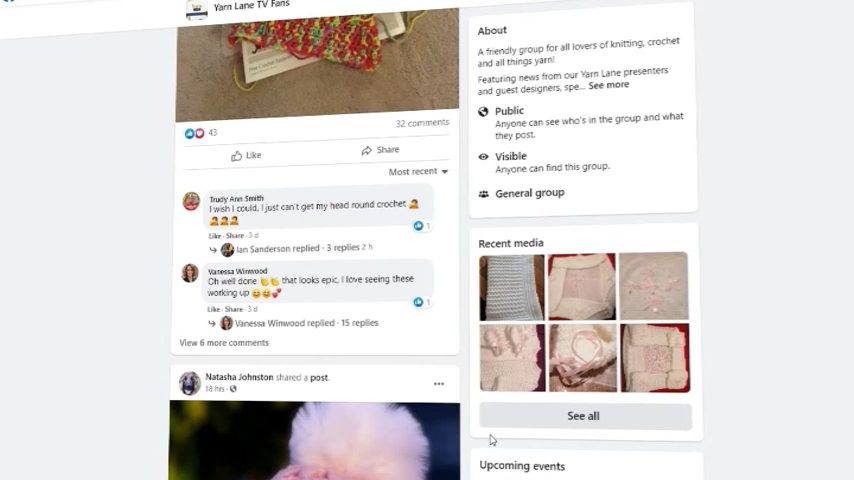 Yarn Lane TV Fans
43
32 comments
Like
Share
Most recent
Trudy Ann Smith
I wish I could, I just can't get my head round crochet
1
Like · Share · 3 d
Ian Sanderson replied · 3 replies 2 h
Vanessa Winwood
Oh well done 👏👏 that looks epic, I love seeing these
working up
1
Like · Share · 3 d
Vanessa Winwood replied · 15 replies
View 6 more comments
Natasha Johnston shared a post.
18 hrs ·
About
A friendly group for all lovers of knitting, crochet
and all things yarn!
Featuring news from our Yarn Lane presenters
and guest designers, spe... See more
Public
Anyone can see who's in the group and what
they post.
Visible
Anyone can find this group.
General group
Recent media
See all
Upcoming events